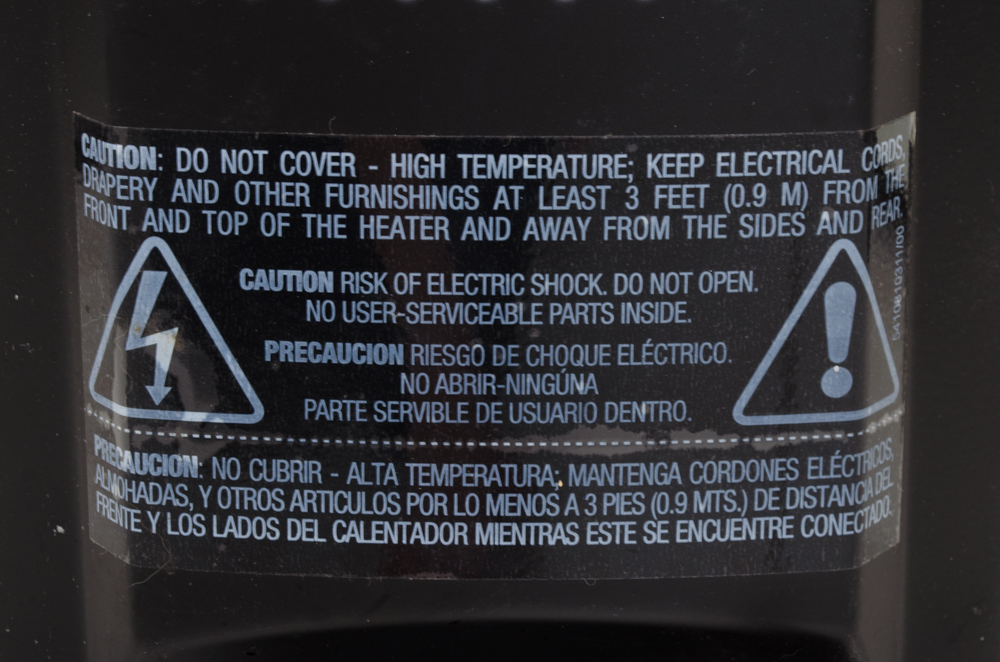 CAUTION: DO NOT COVER - HIGH TEMPERATURE; KEEP ELECTRICAL CORDS,
DRAPERY AND OTHER FURNISHINGS AT LEAST 3 FEET (0.9 M) FROM THE
FRONT AND TOP OF THE HEATER AND AWAY FROM THE SIDES AND REAR.
CAUTION RISK OF ELECTRIC SHOCK. DO NOT OPEN.
NO USER-SERVICEABLE PARTS INSIDE.
PRECAUCION RIESGO DE CHOQUE ELÉCTRICO.
NO ABRIR-NINGÚNA
PARTE SERVIBLE DE USUARIO DENTRO.
PRECAUCION: NO CUBRIR - ALTA TEMPERATURA; MANTENGA CORDONES ELÉCTRICOS,
ALMOHADAS, Y OTROS ARTICULOS POR LO MENOS A 3 PIES (0.9 MTS.) DE DISTANCIA DEL
FRENTE Y LOS LADOS DEL CALENTADOR MIENTRAS ESTE SE ENCUENTRE CONECTADO.